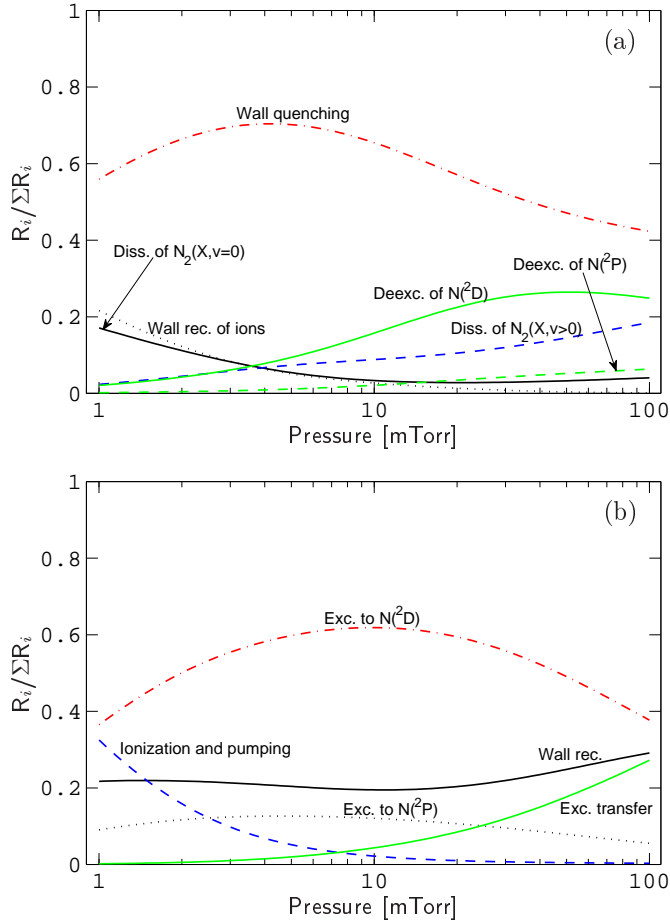 (a)
1
0.8
0.6
0.4
0.2
0
R_i/ΣR_i
Wall quenching
Diss. of N₂(X,v=0)
Deexc. of N(²P)
Deexc. of N(²D)
Wall rec. of ions
Diss. of N₂(X,v>0)
1 10 100
Pressure [mTorr]
(b)
1
0.8
0.6
0.4
0.2
0
R_i/ΣR_i
Exc. to N(²D)
Ionization and pumping
Wall rec.
Exc. to N(²P)
Exc. transfer
1 10 100
Pressure [mTorr]